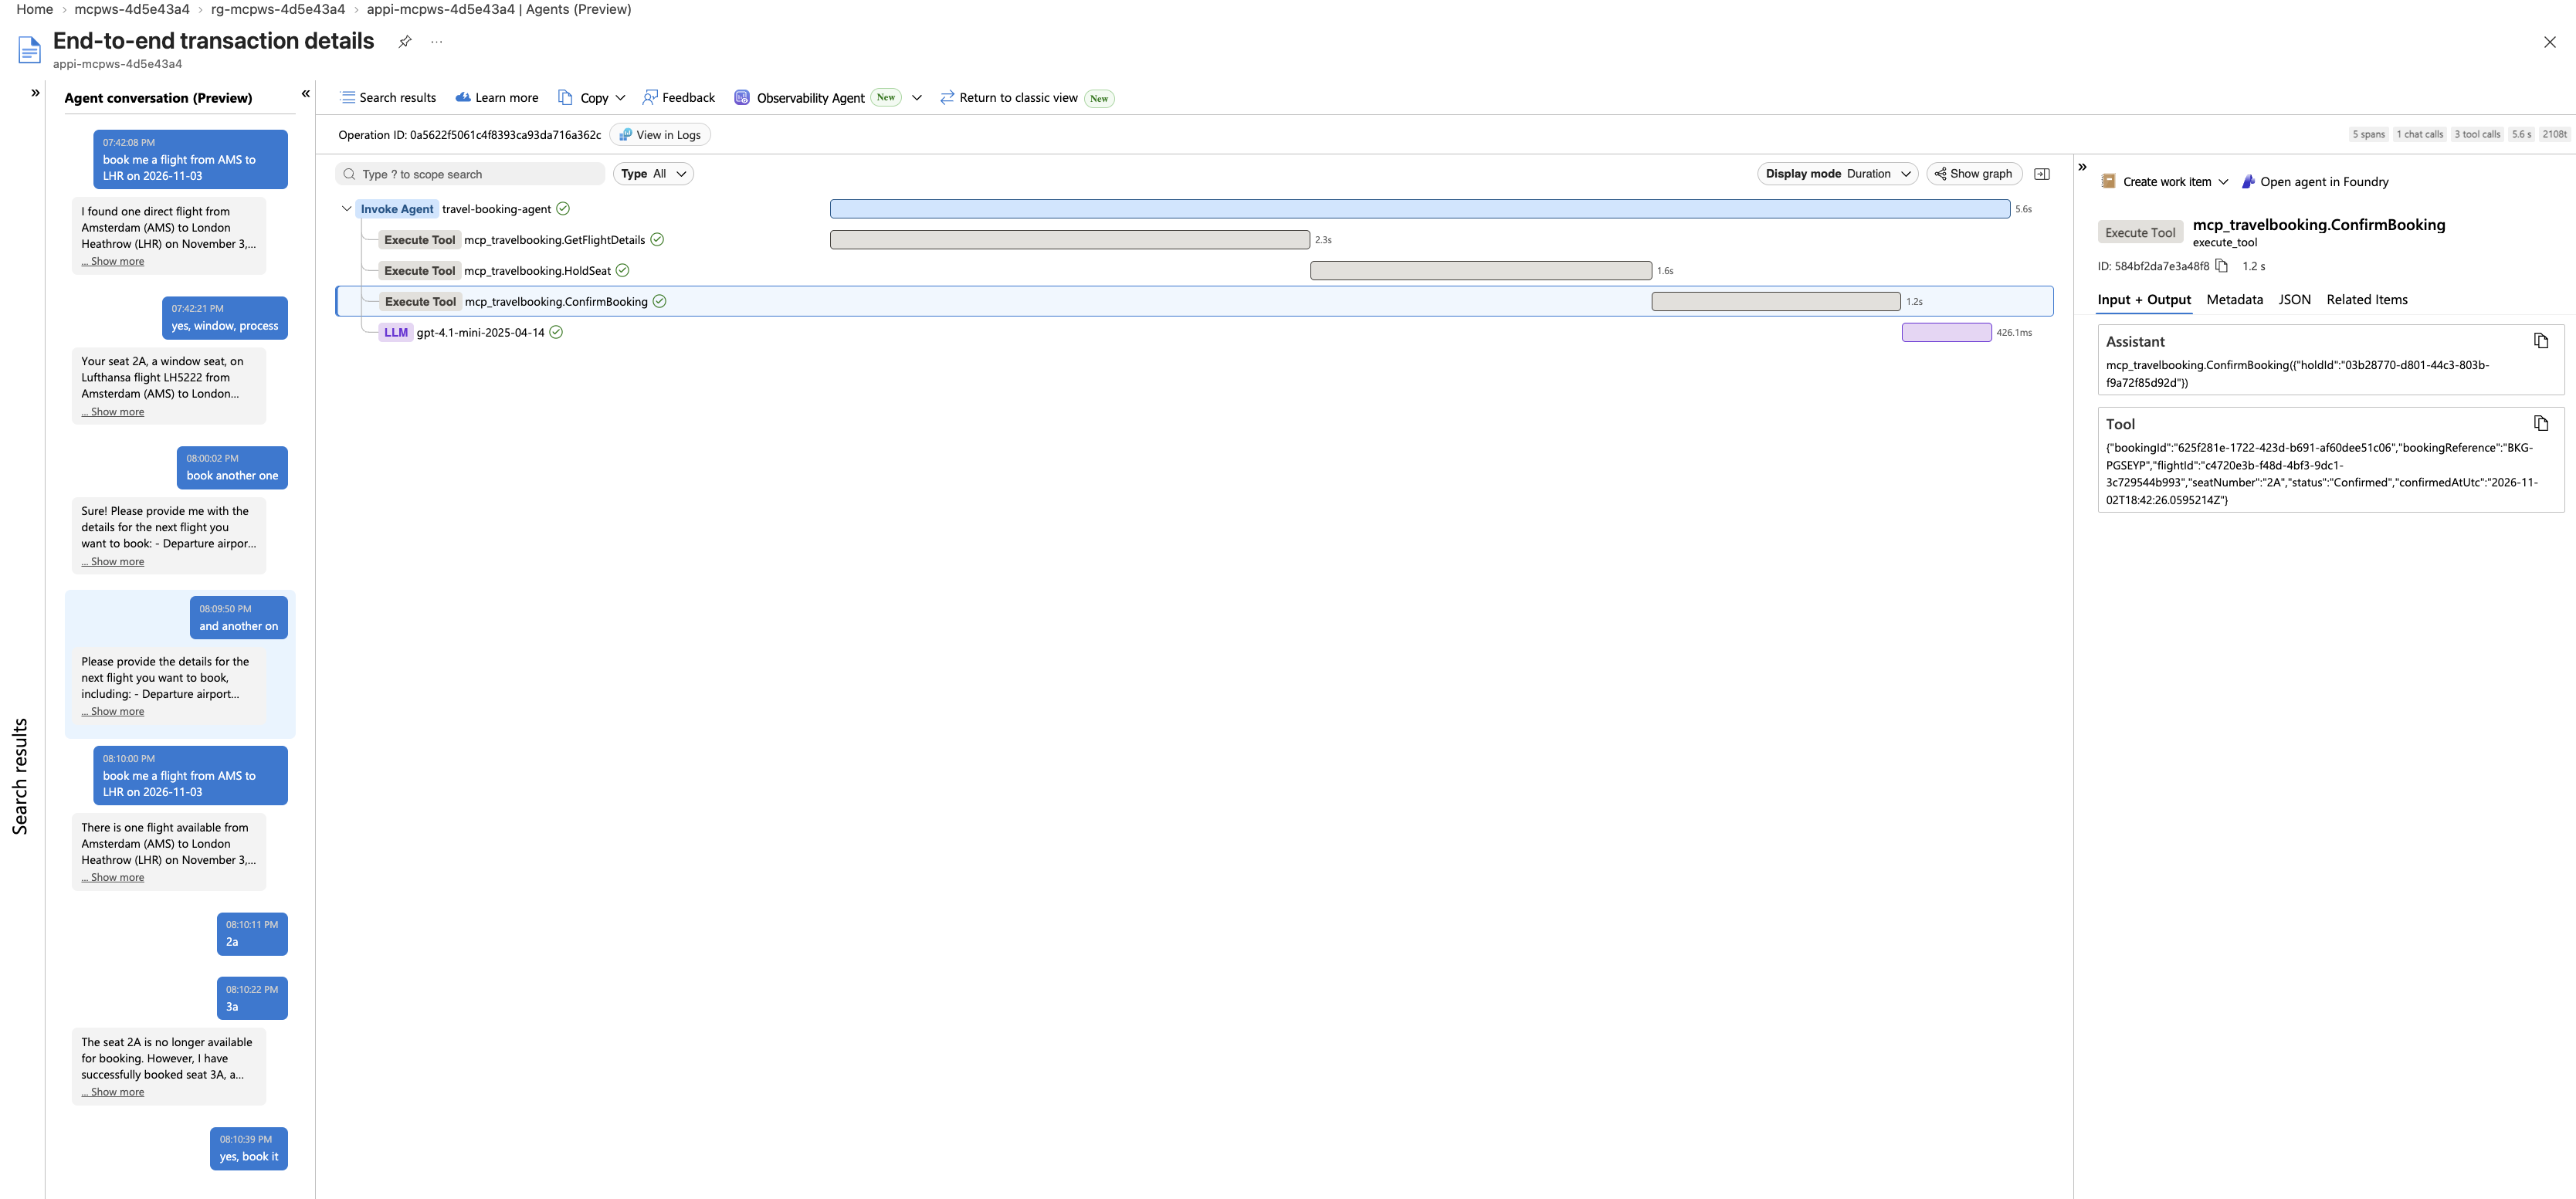 Home > mcpws-4d5e43a4 > rg-mcpws-4d5e43a4 > appi-mcpws-4d5e43a4 | Agents (Preview)
End-to-end transaction details
appi-mcpws-4d5e43a4
Search results
Agent conversation (Preview)
07:42:08 PM
book me a flight from AMS to
LHR on 2026-11-03
I found one direct flight from
Amsterdam (AMS) to London
Heathrow (LHR) on November 3,...
... Show more
07:42:21 PM
yes, window, process
Your seat 2A, a window seat, on
Lufthansa flight LH5222 from
Amsterdam (AMS) to London...
... Show more
08:00:02 PM
book another one
Sure! Please provide me with the
details for the next flight you
want to book: - Departure airpor...
... Show more
08:09:50 PM
and another on
Please provide the details for the
next flight you want to book,
including: - Departure airport...
... Show more
08:10:00 PM
book me a flight from AMS to
LHR on 2026-11-03
There is one flight available from
Amsterdam (AMS) to London
Heathrow (LHR) on November 3,...
... Show more
08:10:11 PM
2a
08:10:22 PM
3a
The seat 2A is no longer available
for booking. However, I have
successfully booked seat 3A, a...
... Show more
08:10:39 PM
yes, book it
Search results Learn more Copy Feedback Observability Agent New Return to classic view New
Operation ID: 0a5622f5061c4f8393ca93da716a362c View in Logs
5 spans 1 chat calls 3 tool calls 5.6 s 2108t
Type ? to scope search Type All Display mode Duration Show graph
Invoke Agent travel-booking-agent 5.6s
Execute Tool mcp_travelbooking.GetFlightDetails 2.3s
Execute Tool mcp_travelbooking.HoldSeat 1.6s
Execute Tool mcp_travelbooking.ConfirmBooking 1.2s
LLM gpt-4.1-mini-2025-04-14 426.1ms
Create work item Open agent in Foundry
Execute Tool mcp_travelbooking.ConfirmBooking
execute_tool
ID: 584bf2da7e3a48f8 1.2 s
Input + Output Metadata JSON Related Items
Assistant
mcp_travelbooking.ConfirmBooking({"holdId":"03b28770-d801-44c3-803b-
f9a72f85d92d"})
Tool
{"bookingId":"625f281e-1722-423d-b691-af60dee51c06","bookingReference":"BKG-
PGSEYP","flightId":"c4720e3b-f48d-4bf3-9dc1-
3c729544b993","seatNumber":"2A","status":"Confirmed","confirmedAtUtc":"2026-11-
02T18:42:26.0595214Z"}